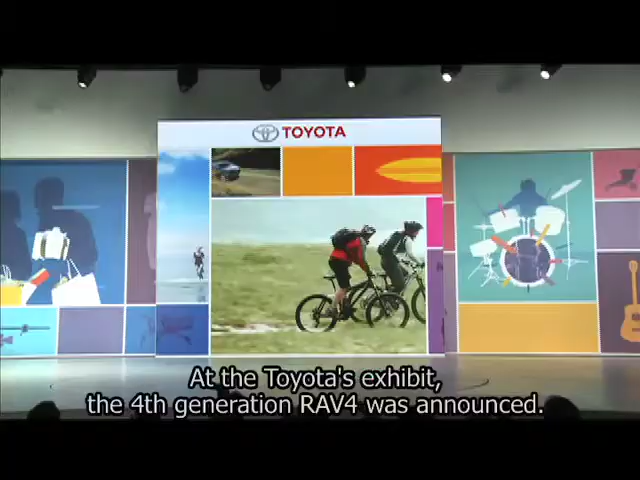 TOYOTA
At the Toyota's exhibit,
the 4th generation RAV4 was announced.